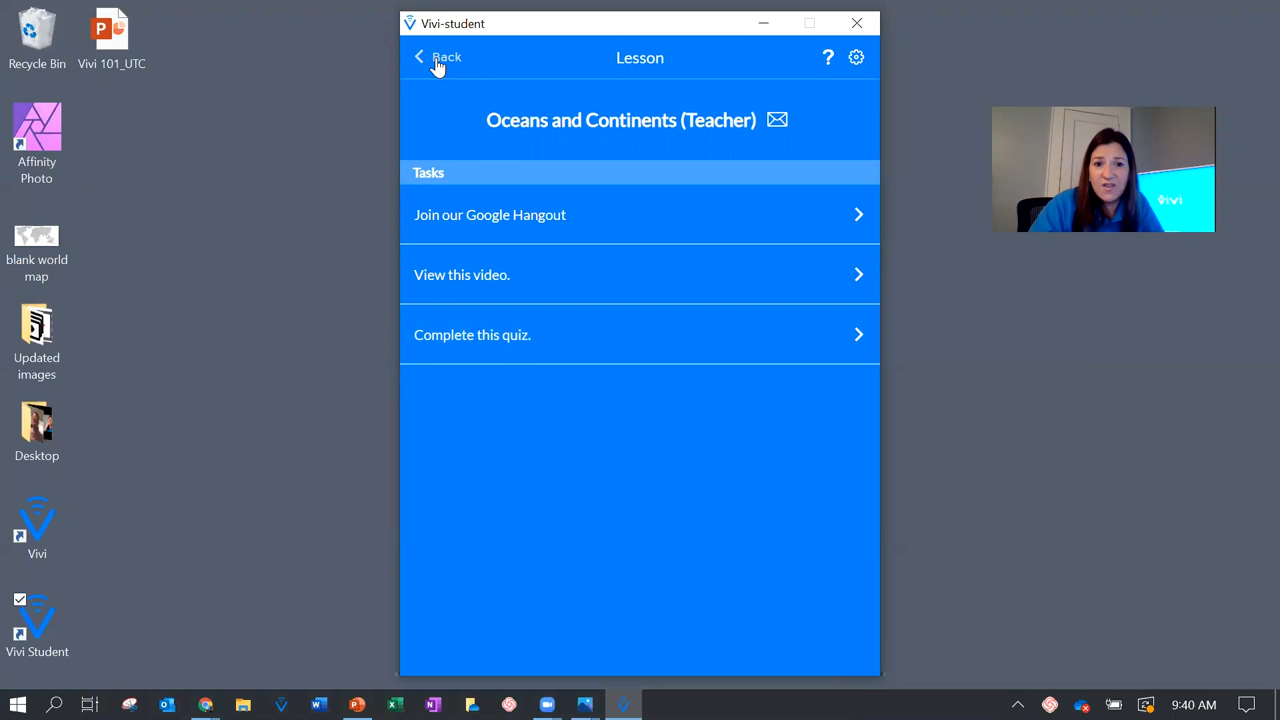 Recycle Bin
Vivi 101_UTC
Affinity
Photo
blank world
map
Updated
images
Desktop
Vivi
Vivi Student
Vivi-student
Back
Lesson
?
Oceans and Continents (Teacher)
Tasks
Join our Google Hangout
View this video.
Complete this quiz.
vivi
9:40 AM